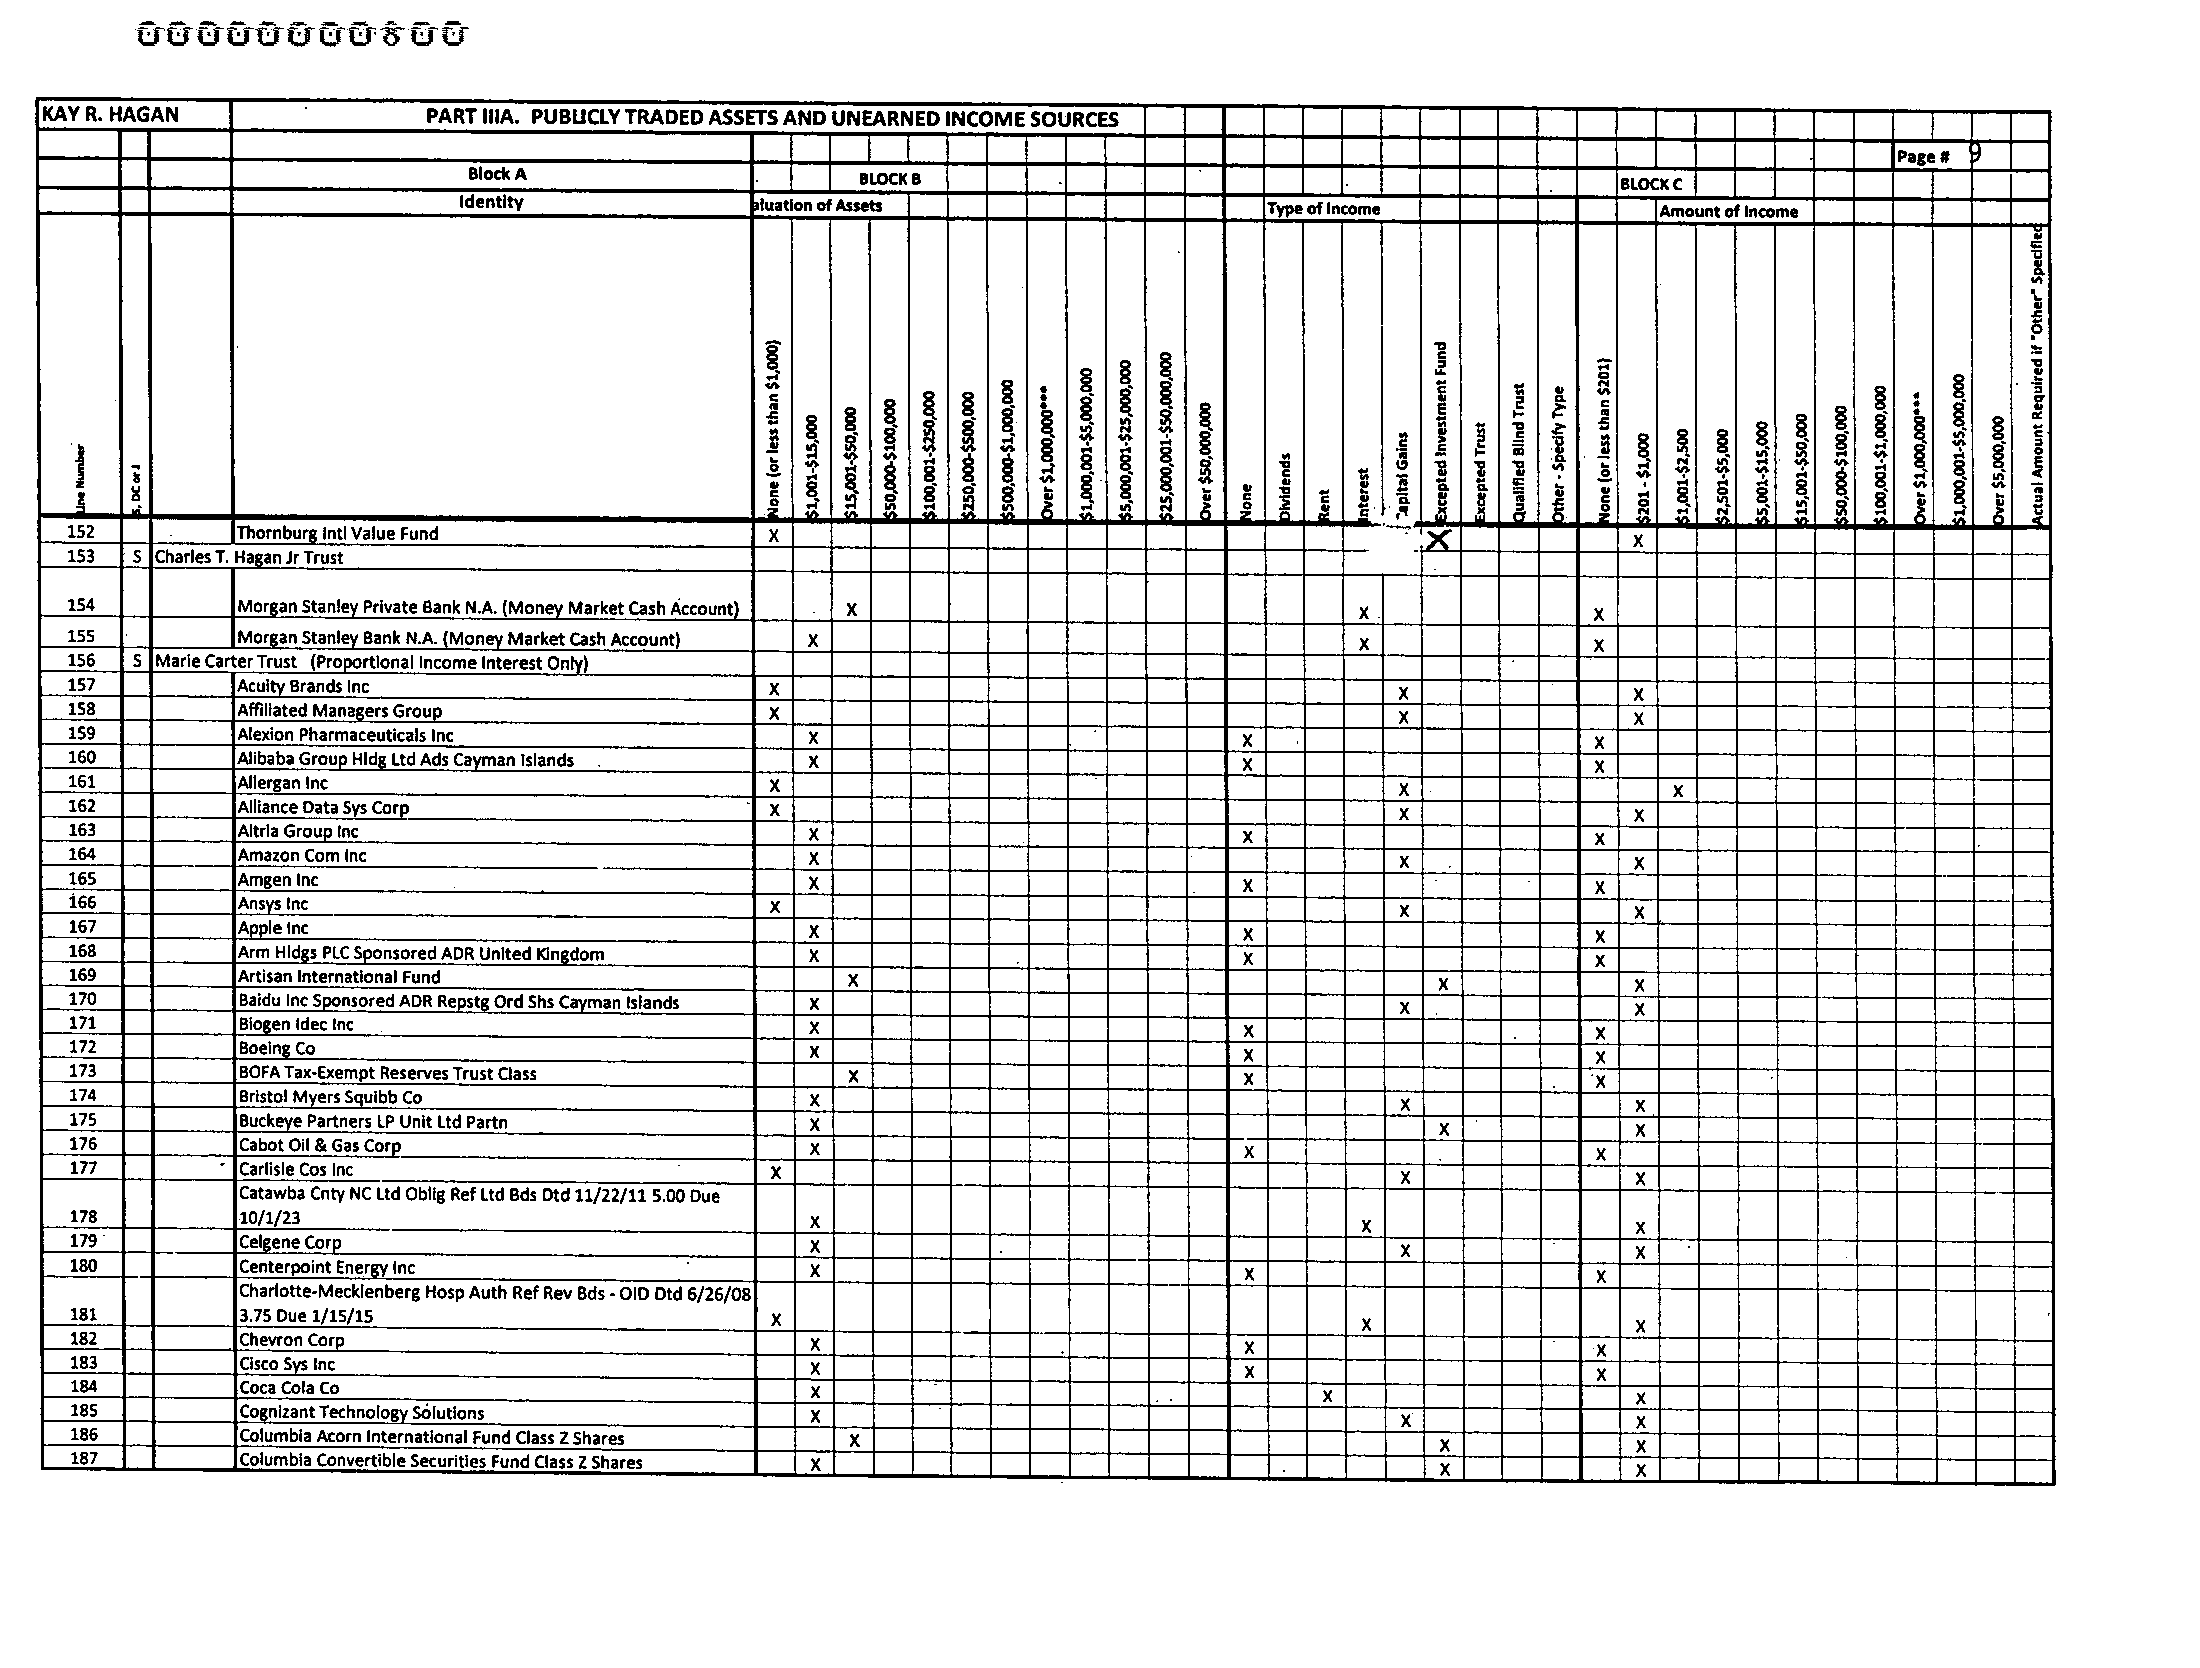 000000000800
KAY R. HAGAN PART IIIA. PUBLICLY TRADED ASSETS AND UNEARNED INCOME SOURCES
Page # 9
Block A BLOCK B BLOCK C
Identity aluation of Assets Type of Income Amount of Income
Line Number
S, DC or J
None (or less than $1,000)
$1,001-$15,000
$15,001-$50,000
$50,000-$100,000
$100,001-$250,000
$250,000-$500,000
$500,000-$1,000,000
Over $1,000,000***
$1,000,001-$5,000,000
$5,000,001-$25,000,000
$25,000,001-$50,000,000
Over $50,000,000
None
Dividends
Rent
Interest
Capital Gains
Excepted Investment Fund
Excepted Trust
Qualified Blind Trust
Other - Specify Type
None (or less than $201)
$201 - $1,000
$1,001-$2,500
$2,501-$5,000
$5,001-$15,000
$15,001-$50,000
$50,000-$100,000
$100,001-$1,000,000
Over $1,000,000***
$1,000,001-$5,000,000
Over $5,000,000
Actual Amount Required if "Other" Specified
152 Thornburg Intl Value Fund X X X
153 S Charles T. Hagan Jr Trust
154 Morgan Stanley Private Bank N.A. (Money Market Cash Account) X X X
155 Morgan Stanley Bank N.A. (Money Market Cash Account) X X X
156 S Marie Carter Trust (Proportional Income Interest Only)
157 Acuity Brands Inc X X X
158 Affiliated Managers Group X X X
159 Alexion Pharmaceuticals Inc X X X
160 Alibaba Group Hldg Ltd Ads Cayman Islands X X X
161 Allergan Inc X X X
162 Alliance Data Sys Corp X X X
163 Altria Group Inc X X X
164 Amazon Com Inc X X X
165 Amgen Inc X X X
166 Ansys Inc X X X
167 Apple Inc X X X
168 Arm Hldgs PLC Sponsored ADR United Kingdom X X X
169 Artisan International Fund X X X
170 Baidu Inc Sponsored ADR Repstg Ord Shs Cayman Islands X X X
171 Biogen Idec Inc X X X
172 Boeing Co X X X
173 BOFA Tax-Exempt Reserves Trust Class X X X
174 Bristol Myers Squibb Co X X X
175 Buckeye Partners LP Unit Ltd Partn X X X
176 Cabot Oil & Gas Corp X X X
177 Carlisle Cos Inc X X X
Catawba Cnty NC Ltd Oblig Ref Ltd Bds Dtd 11/22/11 5.00 Due
178 10/1/23 X X X
179 Celgene Corp X X X
180 Centerpoint Energy Inc X X X
Charlotte-Mecklenberg Hosp Auth Ref Rev Bds - OID Dtd 6/26/08
181 3.75 Due 1/15/15 X X X
182 Chevron Corp X X X
183 Cisco Sys Inc X X X
184 Coca Cola Co X X X
185 Cognizant Technology Solutions X X X
186 Columbia Acorn International Fund Class Z Shares X X X
187 Columbia Convertible Securities Fund Class Z Shares X X X